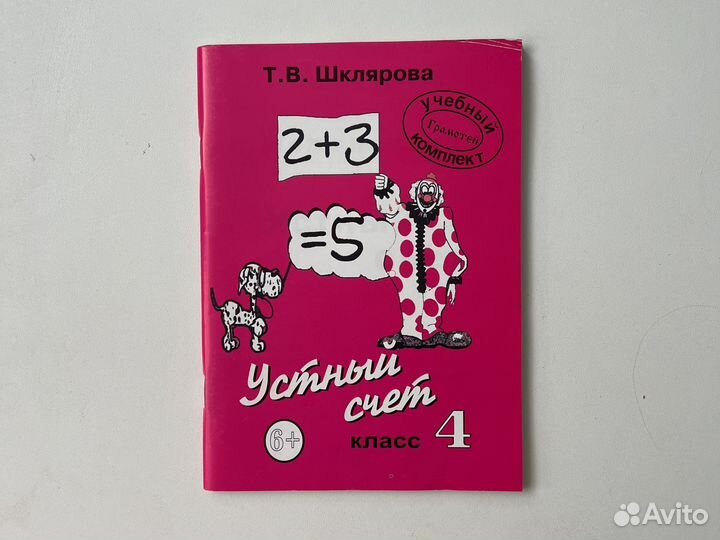 Т.В. Шклярова
учебный
Грамотей
комплект
2+3
=5
Устный
счет
6+
класс 4
Avito